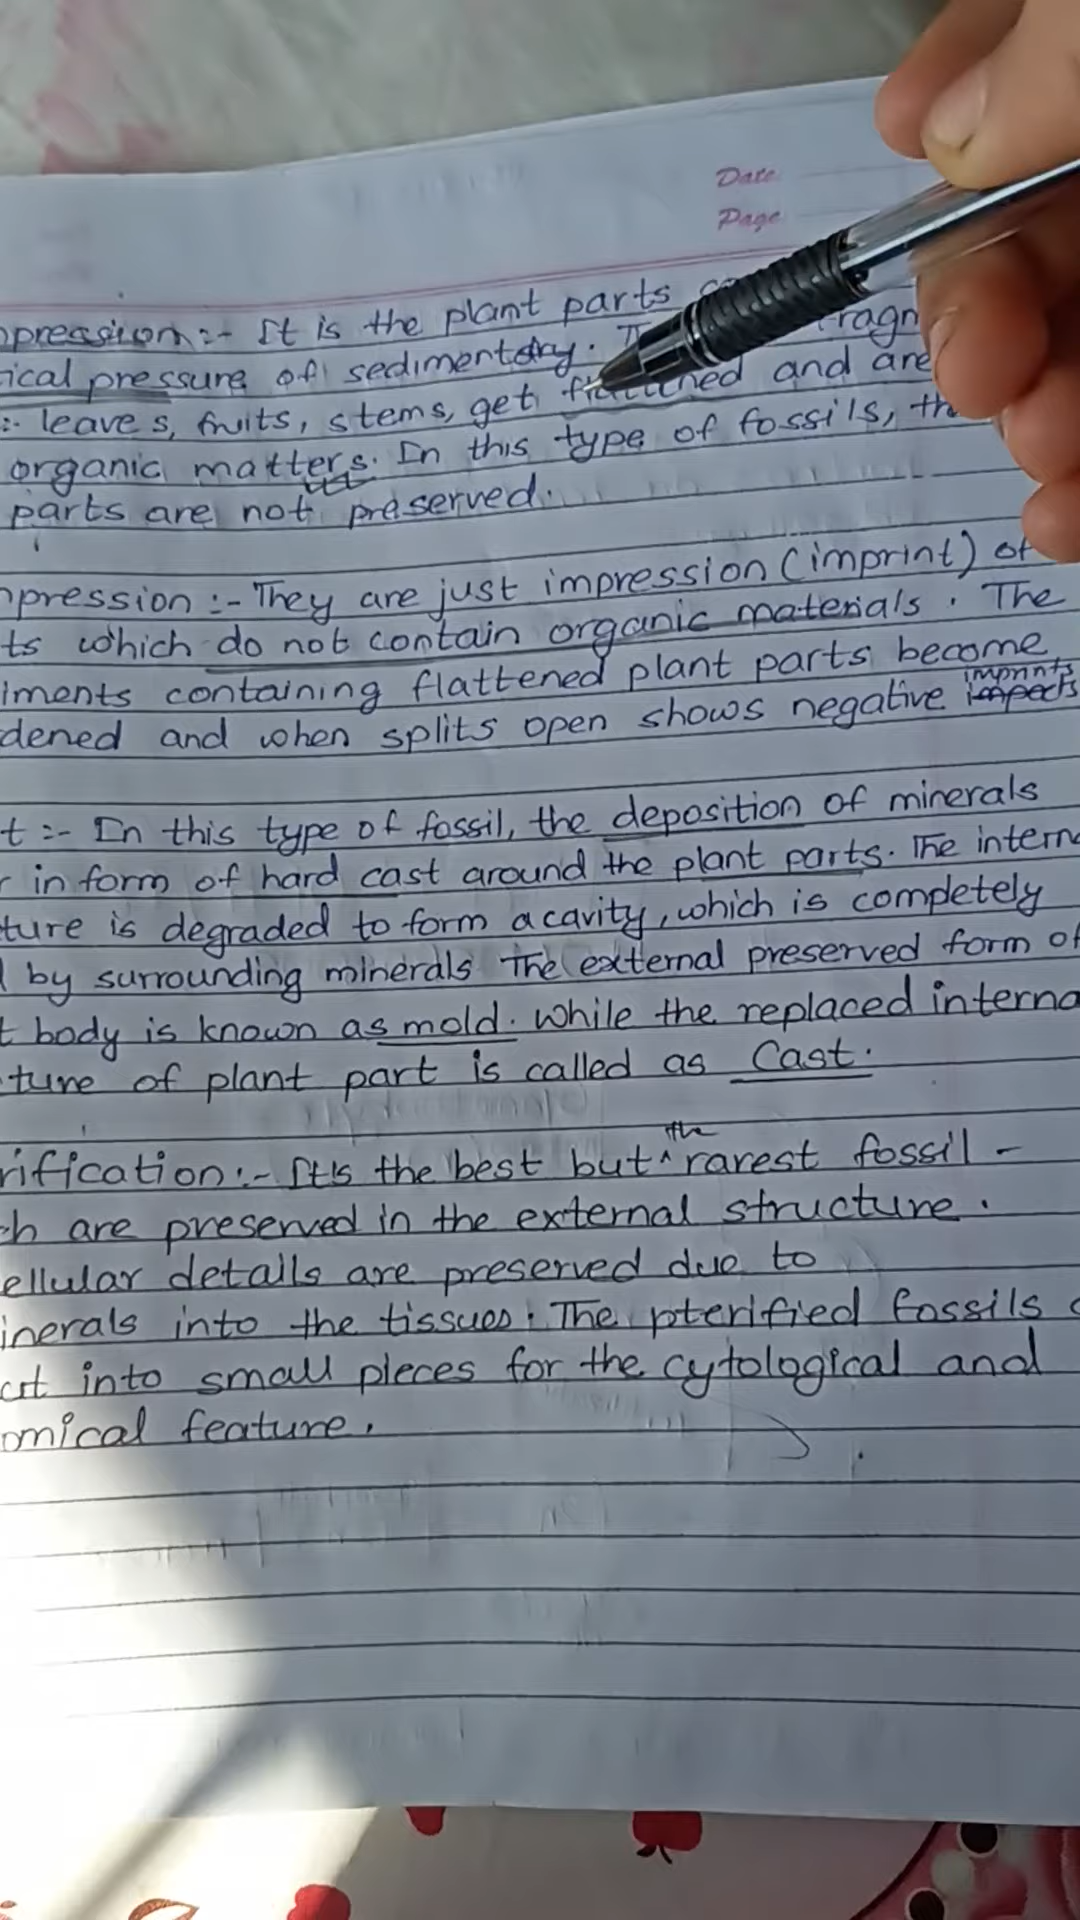 Date
Page
pression:- It is the plant parts
ical pressure of sedimentary.
:- leaves, fruits, stems, get flattened and are
organic matters. In this type of fossils,
parts are not preserved.
pression :- They are just impression (imprint) of
ts which do not contain organic materials. The
iments containing flattened plant parts become
dened and when splits open shows negative imprints
t :- In this type of fossil, the deposition of minerals
r in form of hard cast around the plant parts. The interna
ture is degraded to form a cavity, which is completely
d by surrounding minerals The external preserved form of
t body is known as mold. While the replaced interna
ture of plant part is called as Cast.
rification:- It's the best but the rarest fossil -
ch are preserved in the external structure.
ellular details are preserved due to
inerals into the tissues. The pterified fossils
cut into small pieces for the cytological and
omical feature.